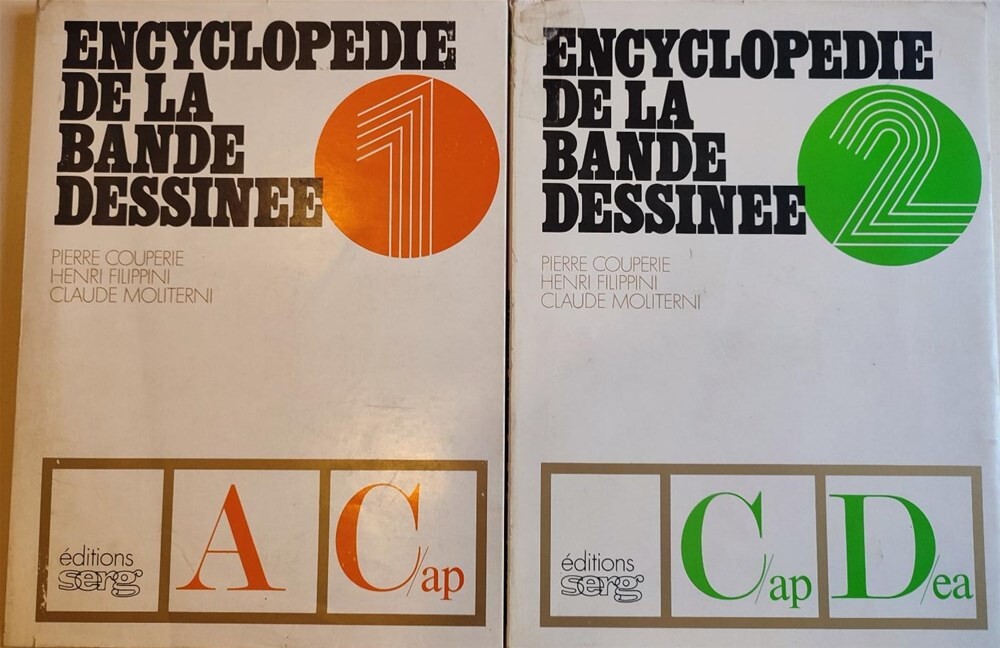 ENCYCLOPEDIE
DE LA
BANDE
DESSINEE
1
PIERRE COUPERIE
HENRI FILIPPINI
CLAUDE MOLITERNI
éditions
serg
A C/ap
ENCYCLOPEDIE
DE LA
BANDE
DESSINEE
2
PIERRE COUPERIE
HENRI FILIPPINI
CLAUDE MOLITERNI
éditions
serg
C/ap D/ea